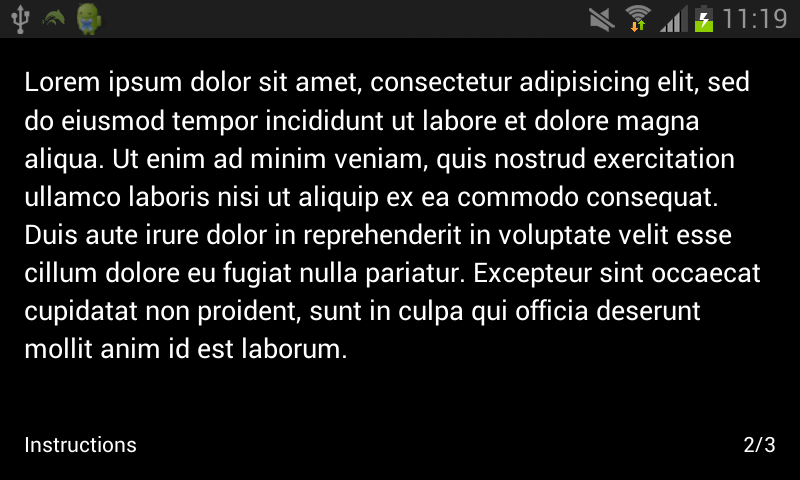 11:19
Lorem ipsum dolor sit amet, consectetur adipisicing elit, sed
do eiusmod tempor incididunt ut labore et dolore magna
aliqua. Ut enim ad minim veniam, quis nostrud exercitation
ullamco laboris nisi ut aliquip ex ea commodo consequat.
Duis aute irure dolor in reprehenderit in voluptate velit esse
cillum dolore eu fugiat nulla pariatur. Excepteur sint occaecat
cupidatat non proident, sunt in culpa qui officia deserunt
mollit anim id est laborum.
Instructions 2/3